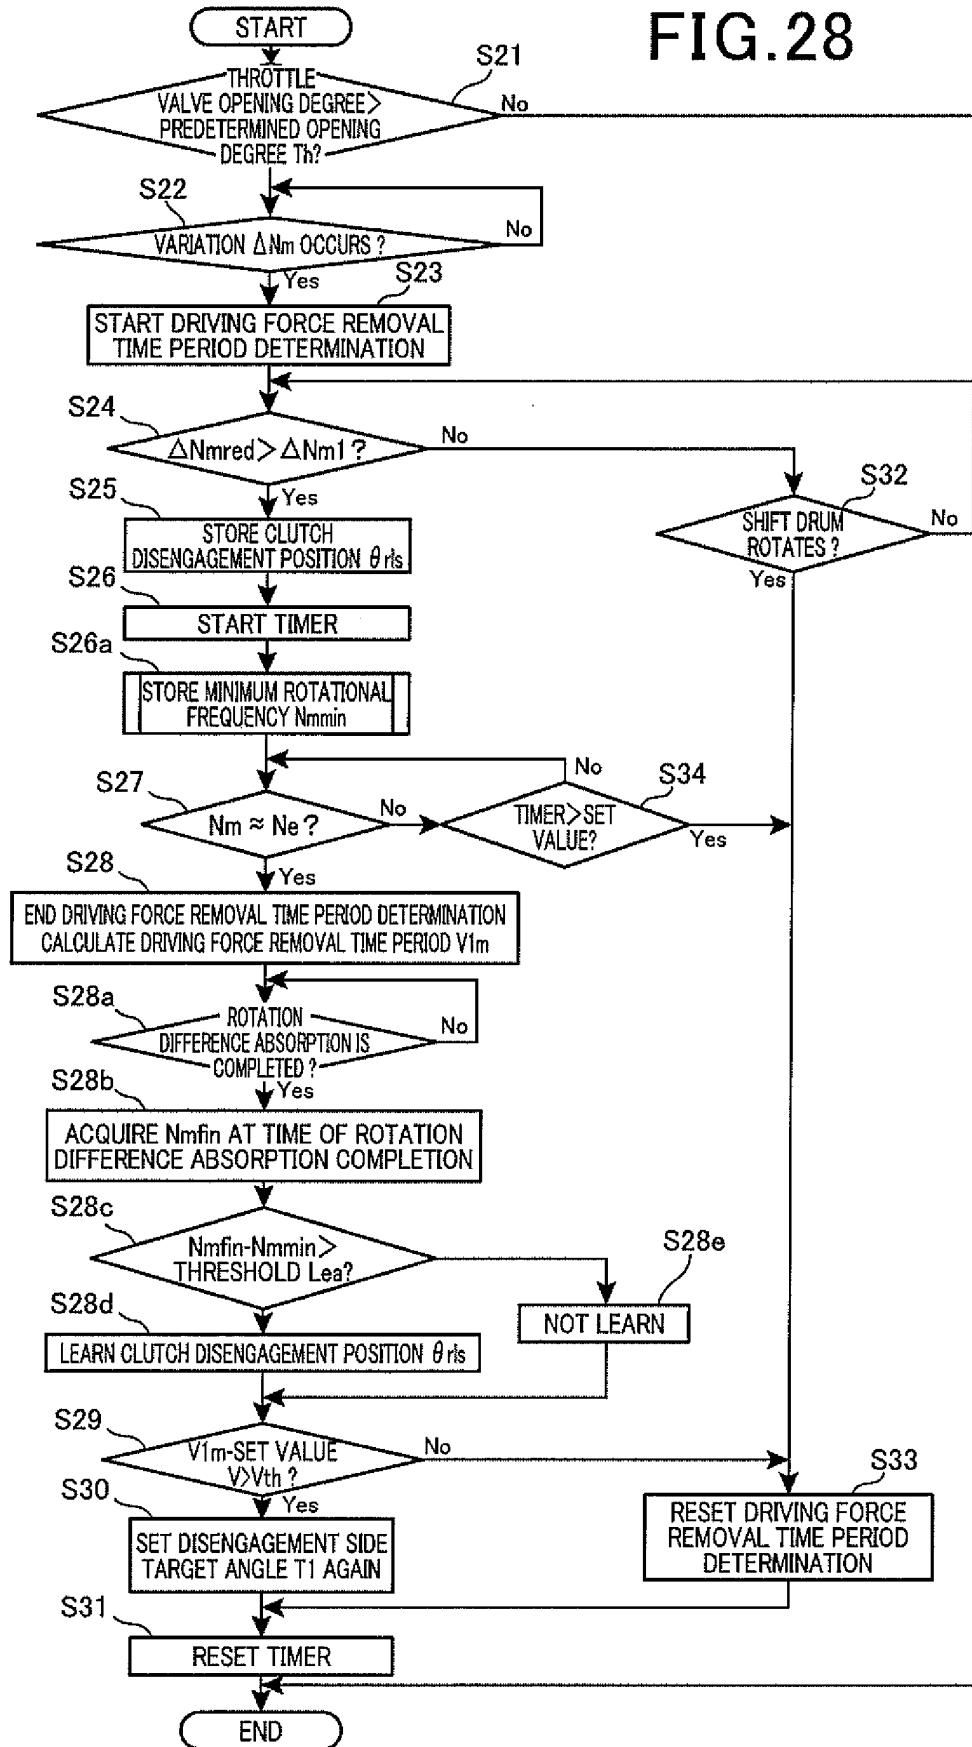 FIG.28
START
S21
THROTTLE
VALVE OPENING DEGREE>
PREDETERMINED OPENING
DEGREE Th?
No
S22
VARIATION ΔNm OCCURS ?
No
Yes
S23
START DRIVING FORCE REMOVAL
TIME PERIOD DETERMINATION
S24
ΔNmred>ΔNm1?
No
Yes
S32
SHIFT DRUM
ROTATES ?
No
Yes
S25
STORE CLUTCH
DISENGAGEMENT POSITION θrls
S26
START TIMER
S26a
STORE MINIMUM ROTATIONAL
FREQUENCY Nmmin
S27
Nm ≈ Ne ?
No
Yes
S34
TIMER>SET
VALUE?
No
Yes
S28
END DRIVING FORCE REMOVAL TIME PERIOD DETERMINATION
CALCULATE DRIVING FORCE REMOVAL TIME PERIOD V1m
S28a
ROTATION
DIFFERENCE ABSORPTION IS
COMPLETED ?
No
Yes
S28b
ACQUIRE Nmfin AT TIME OF ROTATION
DIFFERENCE ABSORPTION COMPLETION
S28c
Nmfin-Nmmin>
THRESHOLD Lea?
S28e
NOT LEARN
S28d
LEARN CLUTCH DISENGAGEMENT POSITION θrls
S29
V1m-SET VALUE
V>Vth ?
No
Yes
S30
SET DISENGAGEMENT SIDE
TARGET ANGLE T1 AGAIN
S33
RESET DRIVING FORCE
REMOVAL TIME PERIOD
DETERMINATION
S31
RESET TIMER
END